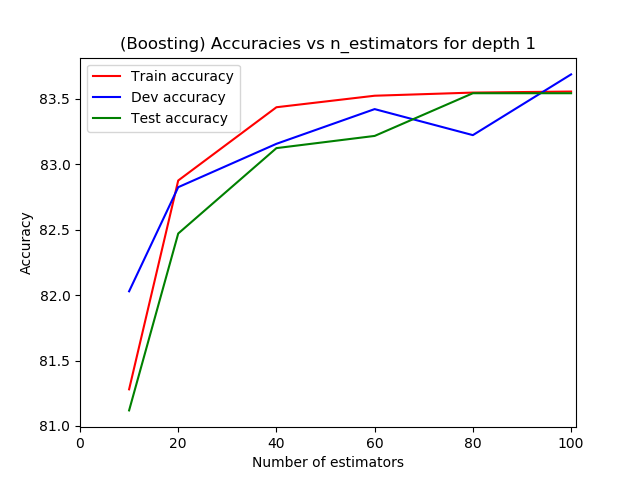 (Boosting) Accuracies vs n_estimators for depth 1
Train accuracy
Dev accuracy
Test accuracy
83.5
83.0
82.5
82.0
81.5
81.0
Accuracy
0 20 40 60 80 100
Number of estimators